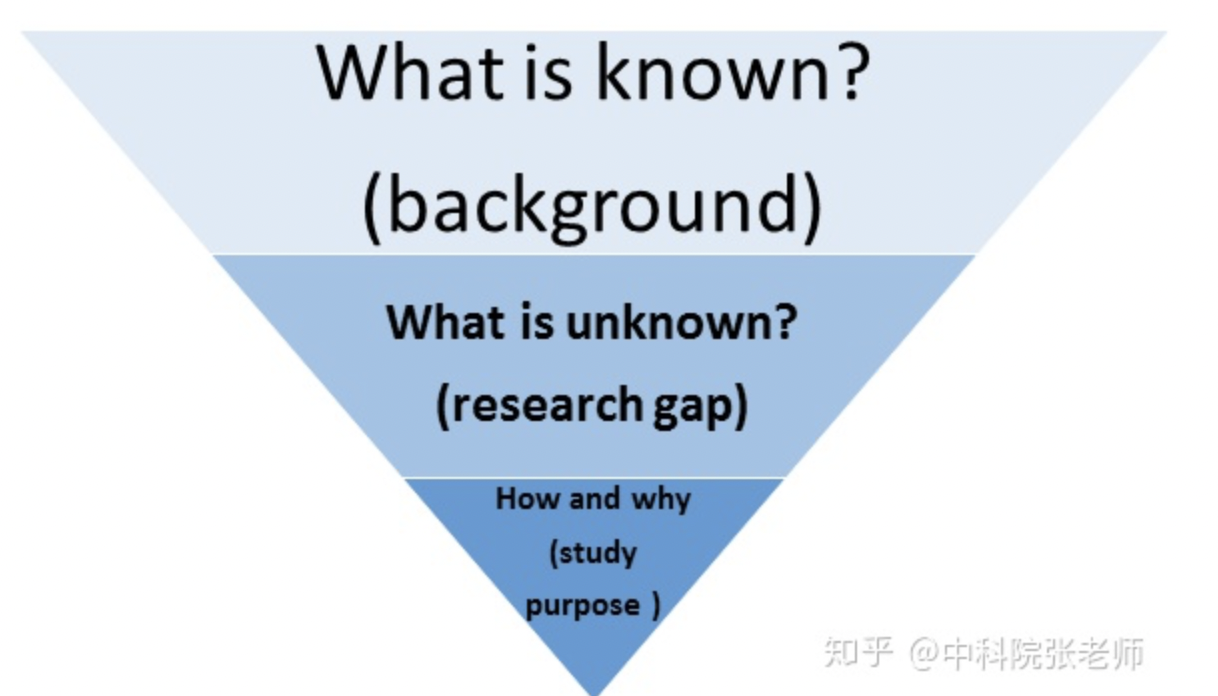 What is known?
(background)
What is unknown?
(research gap)
How and why
(study
purpose )
知乎 @中科院张老师